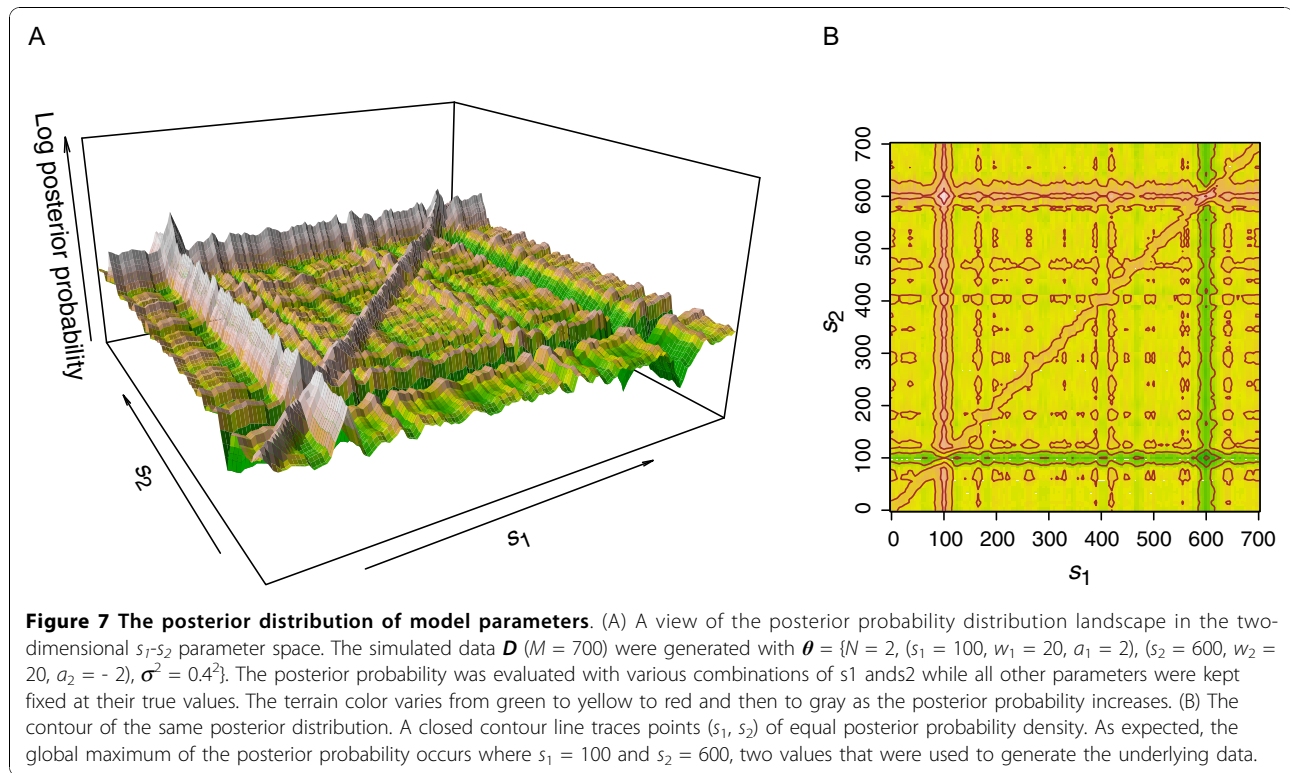 A
B
Log posterior probability
s2
s1
700
600
500
400
300
200
100
0
s2
0 100 200 300 400 500 600 700
s1
Figure 7 The posterior distribution of model parameters. (A) A view of the posterior probability distribution landscape in the two-
dimensional s1-s2 parameter space. The simulated data D (M = 700) were generated with θ = {N = 2, (s1 = 100, w1 = 20, a1 = 2), (s2 = 600, w2 =
20, a2 = - 2), σ² = 0.4²}. The posterior probability was evaluated with various combinations of s1 ands2 while all other parameters were kept
fixed at their true values. The terrain color varies from green to yellow to red and then to gray as the posterior probability increases. (B) The
contour of the same posterior distribution. A closed contour line traces points (s1, s2) of equal posterior probability density. As expected, the
global maximum of the posterior probability occurs where s1 = 100 and s2 = 600, two values that were used to generate the underlying data.